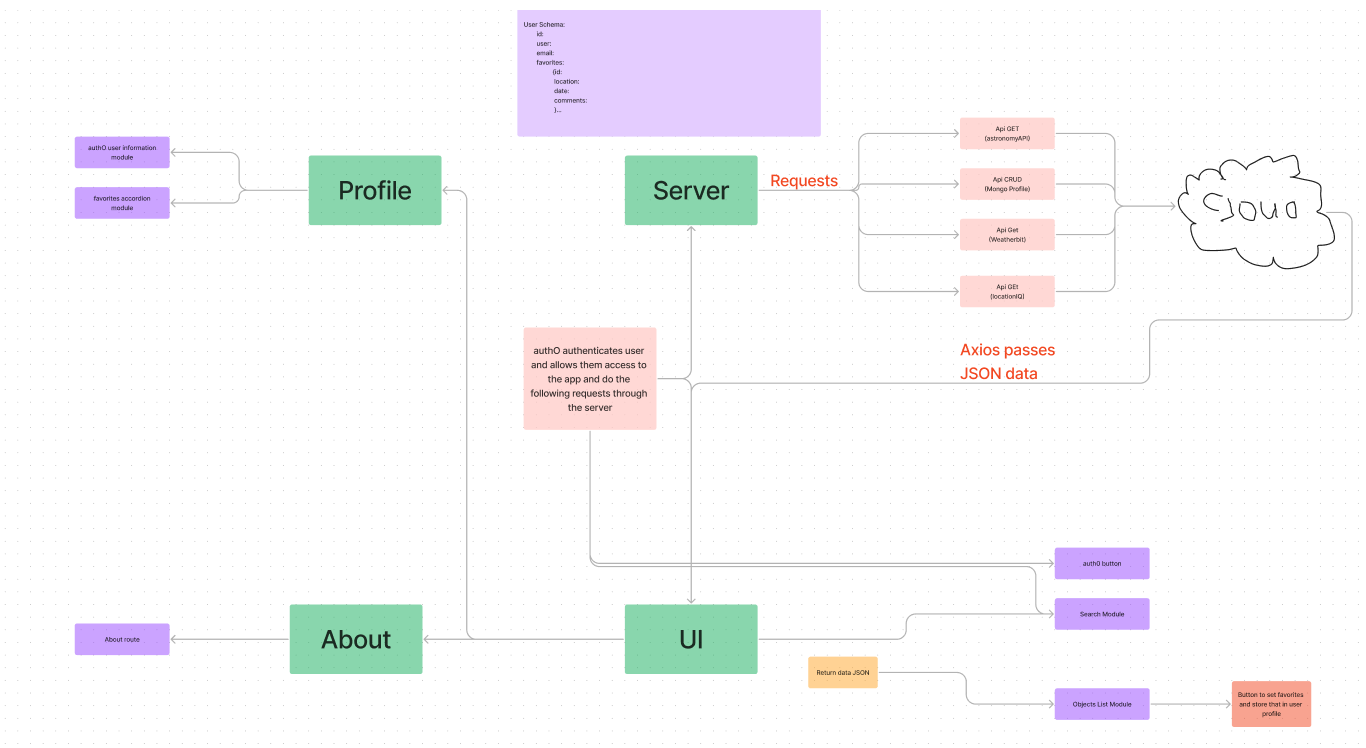 User Schema:
id:
user:
email:
favorites:
{id:
location:
date:
comments:
}...
authO user information
module
favorites accordion
module
Profile
Server
Requests
Api GET
(astronomyAPI)
Api CRUD
(Mongo Profile)
Api Get
(Weatherbit)
Api GEt
(locationIQ)
Cloud
authO authenticates user
and allows them access to
the app and do the
following requests through
the server
Axios passes
JSON data
auth0 button
Search Module
About route
About
UI
Return data JSON
Objects List Module
Button to set favorites
and store that in user
profile